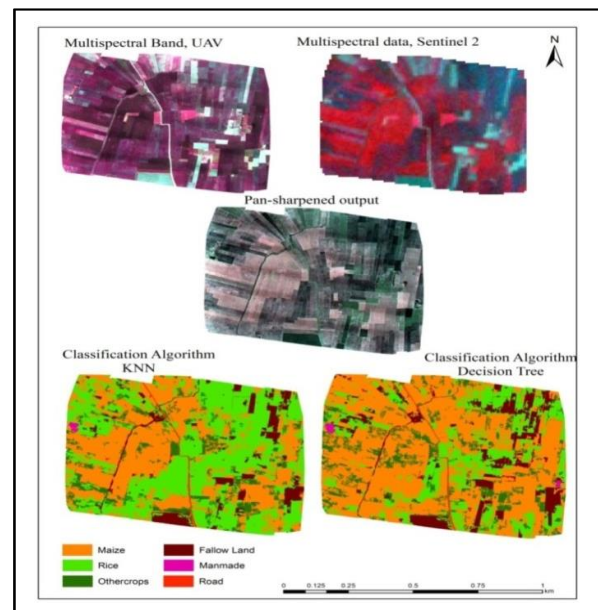 Multispectral Band, UAV
Multispectral data, Sentinel 2
N
Pan-sharpened output
Classification Algorithm
KNN
Classification Algorithm
Decision Tree
Maize
Rice
Othercrops
Fallow Land
Manmade
Road
0 0.125 0.25 0.5 0.75 1
km